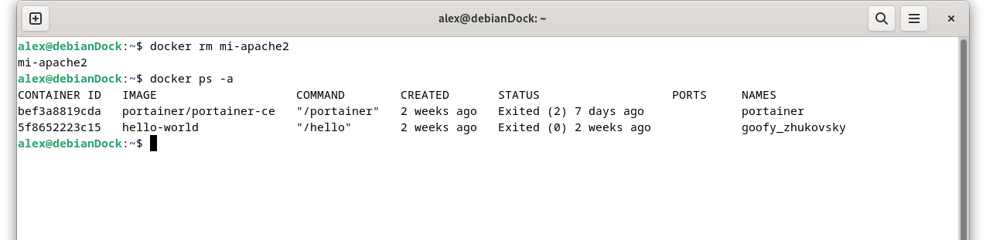 alex@debianDock: ~
alex@debianDock:~$ docker rm mi-apache2
mi-apache2
alex@debianDock:~$ docker ps -a
CONTAINER ID   IMAGE                    COMMAND        CREATED       STATUS                   PORTS     NAMES
bef3a8819cda   portainer/portainer-ce   "/portainer"   2 weeks ago   Exited (2) 7 days ago              portainer
5f8652223c15   hello-world              "/hello"       2 weeks ago   Exited (0) 2 weeks ago             goofy_zhukovsky
alex@debianDock:~$